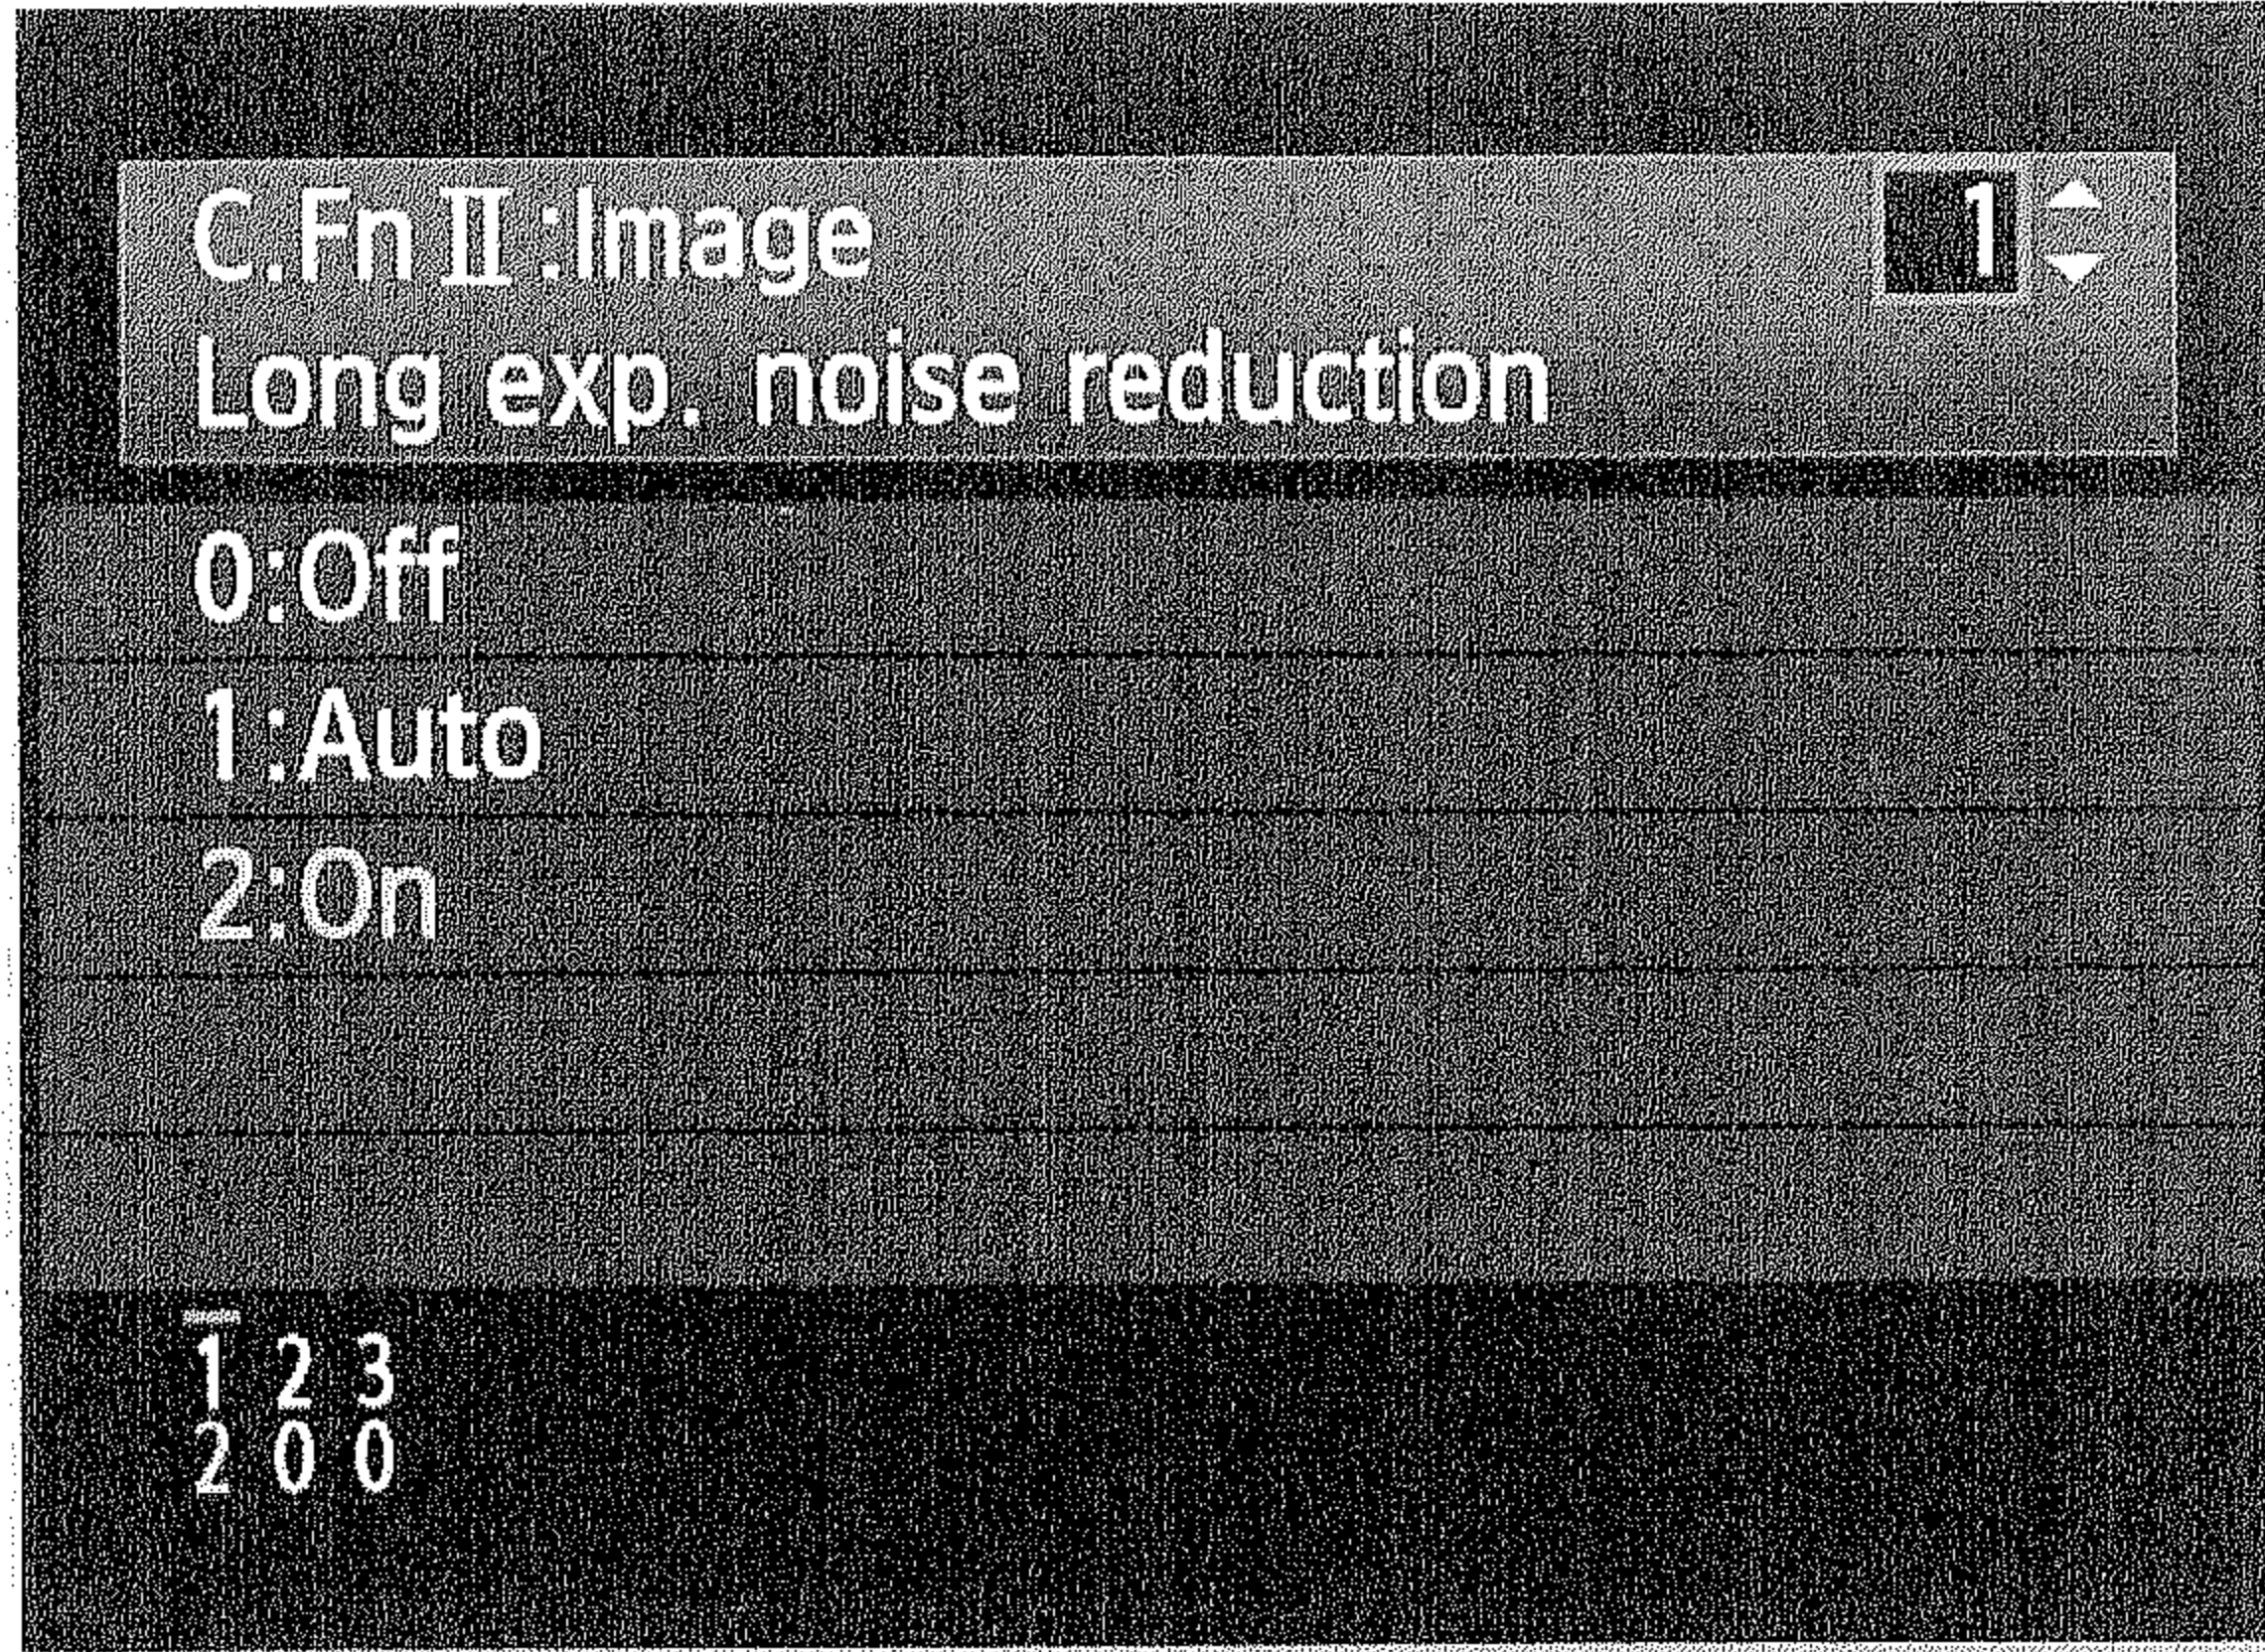 C.Fn II :Image 1
Long exp. noise reduction
0:Off
1:Auto
2:On
1 2 3
2 0 0